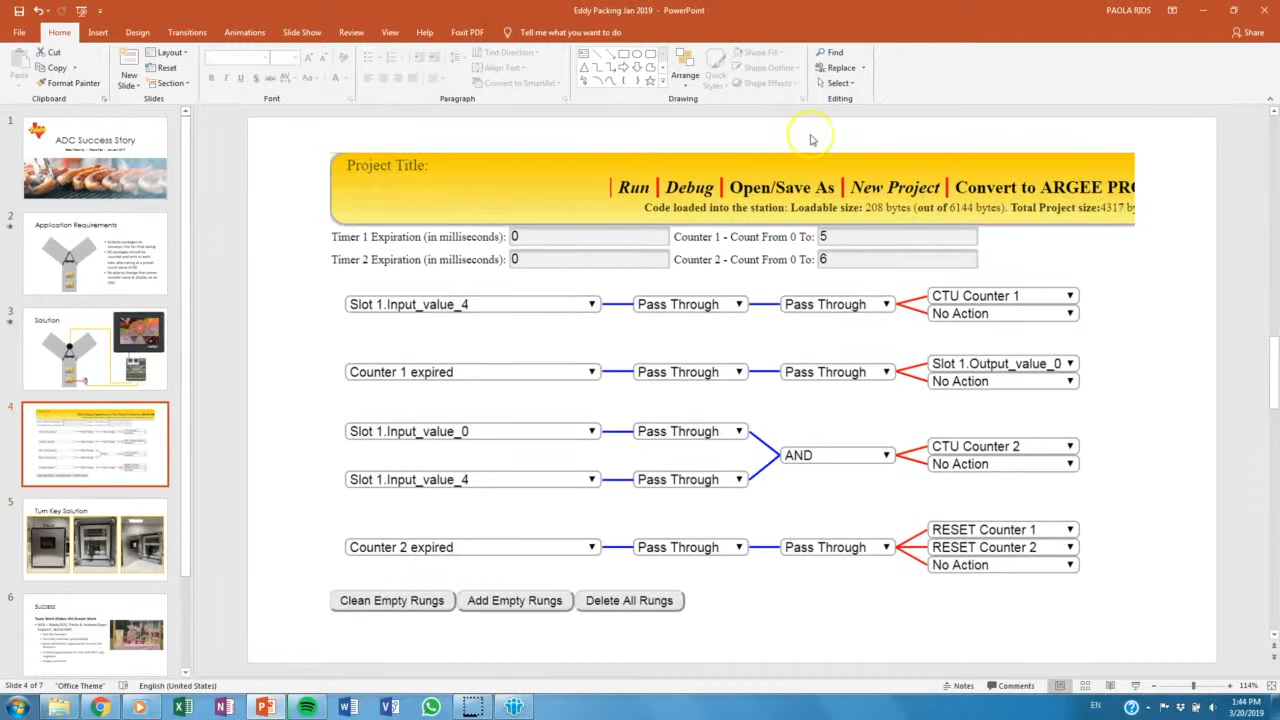 Eddy Packing Jan 2019 - PowerPoint
PAOLA RIOS
File Home Insert Design Transitions Animations Slide Show Review View Help Foxit PDF Tell me what you want to do Share
Paste Cut
Copy
Format Painter
Clipboard
New Slide
Layout
Reset
Section
Slides
Font
Text Direction
Align Text
Convert to SmartArt
Paragraph
Arrange
Quick Styles
Shape Fill
Shape Outline
Shape Effects
Drawing
Find
Replace
Select
Editing
1
ADC Success Story
2
Application Requirements
3
Solution
4
5
Turn Key Solution
6
Success
Project Title:
| Run | Debug | Open/Save As | New Project | Convert to ARGEE PRO
Code loaded into the station: Loadable size: 208 bytes (out of 6144 bytes). Total Project size:4317 by
Timer 1 Expiration (in milliseconds): 0 Counter 1 - Count From 0 To: 5
Timer 2 Expiration (in milliseconds): 0 Counter 2 - Count From 0 To: 6
Slot 1.Input_value_4 Pass Through Pass Through CTU Counter 1
No Action
Counter 1 expired Pass Through Pass Through Slot 1.Output_value_0
No Action
Slot 1.Input_value_0 Pass Through AND CTU Counter 2
No Action
Slot 1.Input_value_4 Pass Through
Counter 2 expired Pass Through Pass Through RESET Counter 1
RESET Counter 2
No Action
Clean Empty Rungs Add Empty Rungs Delete All Rungs
Slide 4 of 7 "Office Theme" English (United States) Notes Comments 114%
EN 1:44 PM
3/20/2019